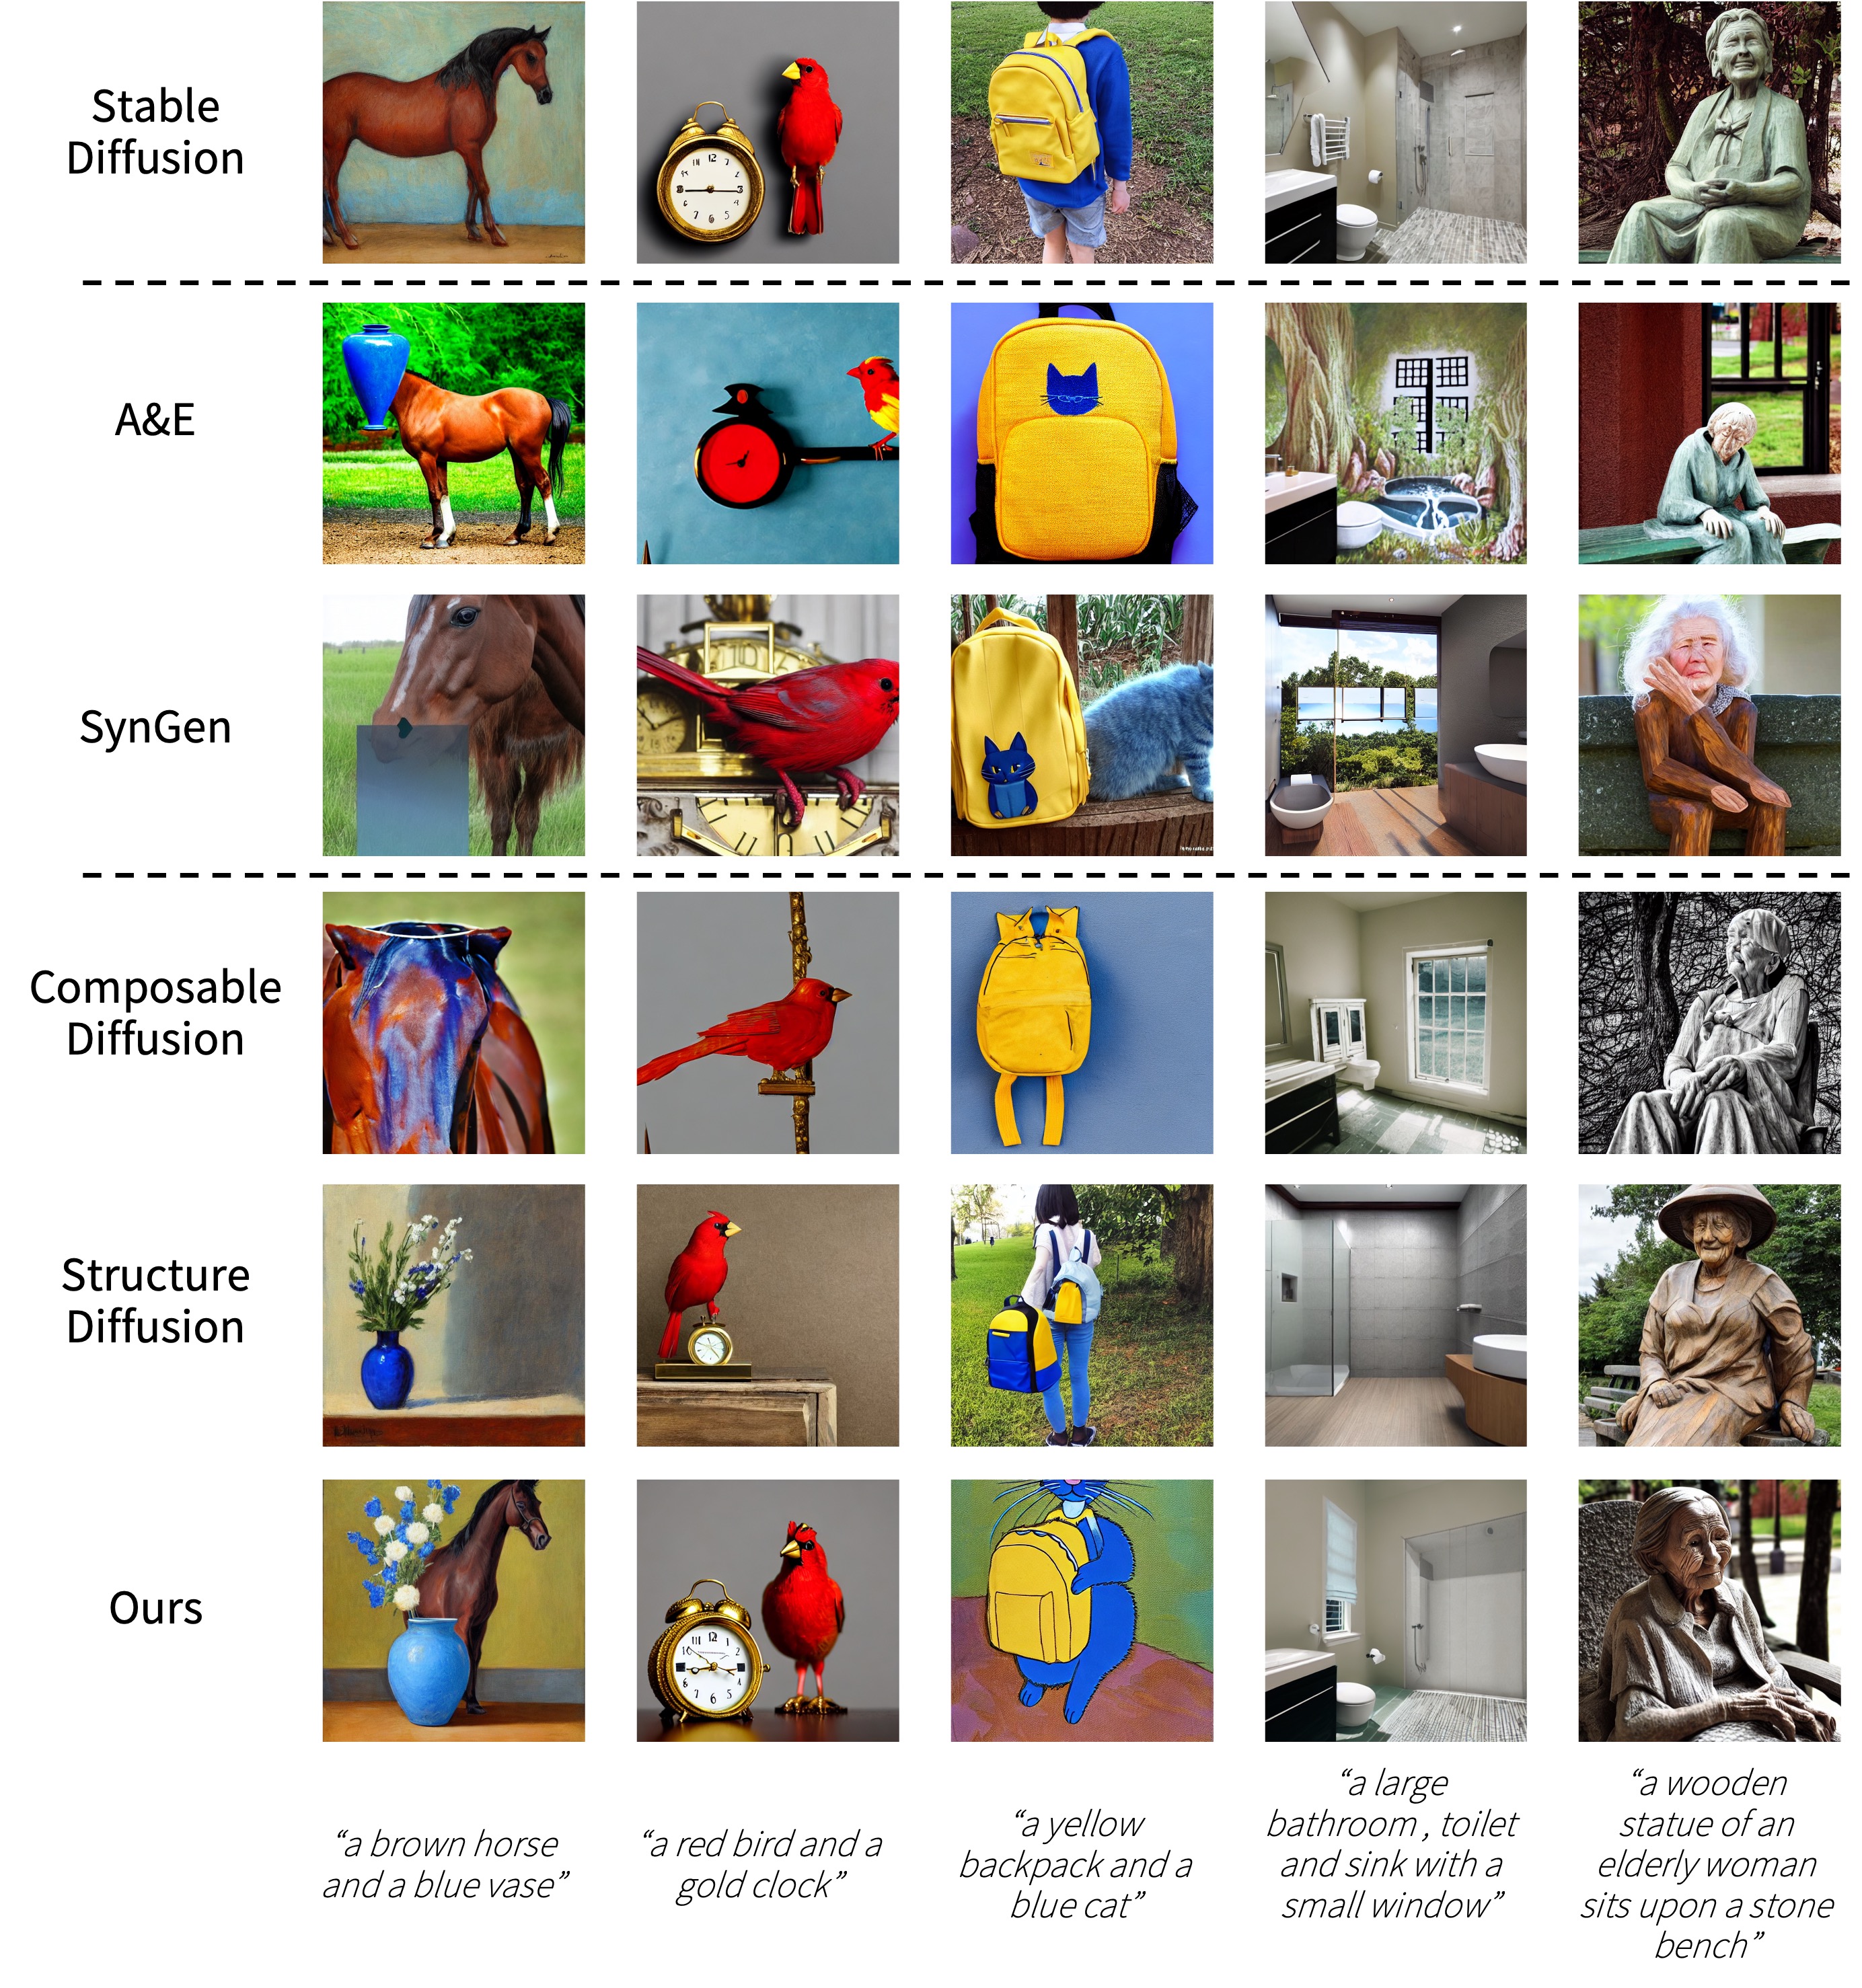 Stable
Diffusion
A&E
SynGen
Composable
Diffusion
Structure
Diffusion
Ours
“a brown horse
and a blue vase”
“a red bird and a
gold clock”
“a yellow
backpack and a
blue cat”
“a large
bathroom , toilet
and sink with a
small window”
“a wooden
statue of an
elderly woman
sits upon a stone
bench”